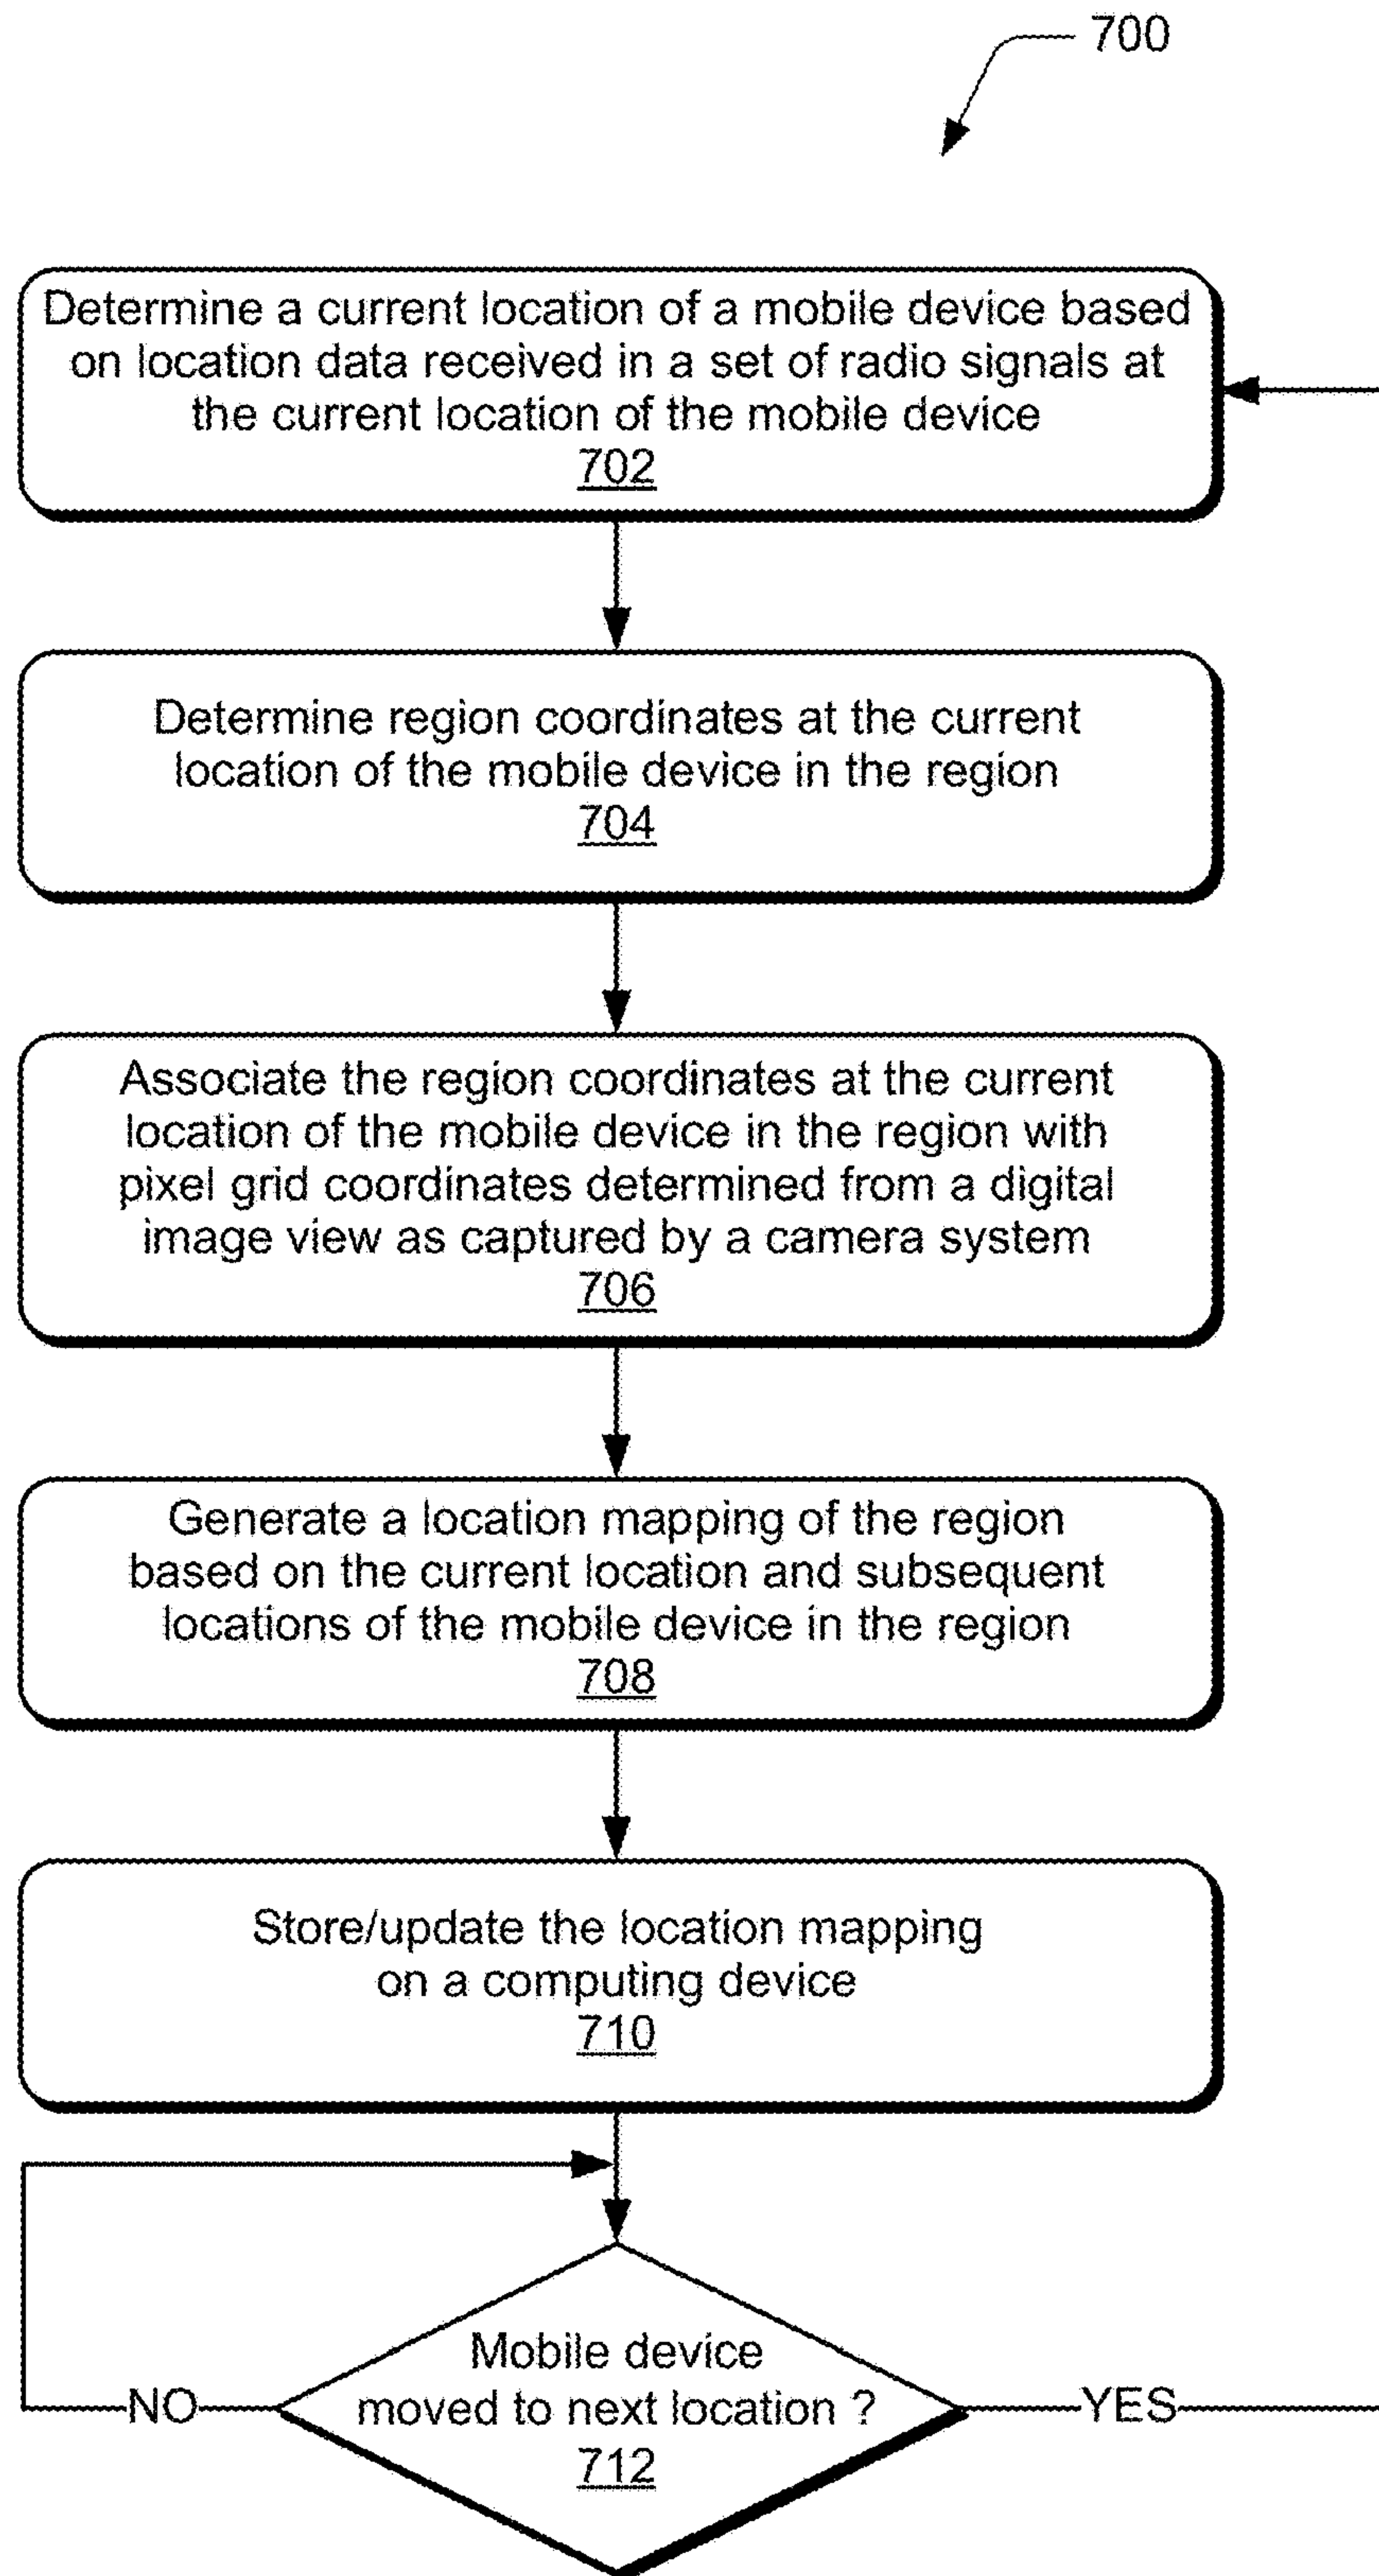 700
Determine a current location of a mobile device based
on location data received in a set of radio signals at
the current location of the mobile device
702
Determine region coordinates at the current
location of the mobile device in the region
704
Associate the region coordinates at the current
location of the mobile device in the region with
pixel grid coordinates determined from a digital
image view as captured by a camera system
706
Generate a location mapping of the region
based on the current location and subsequent
locations of the mobile device in the region
708
Store/update the location mapping
on a computing device
710
Mobile device
moved to next location ?
712
NO
YES